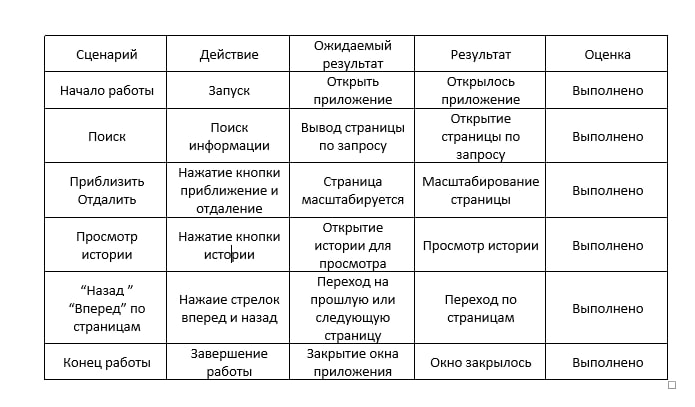 Сценарий
Действие
Ожидаемый
результат
Результат
Оценка
Начало работы
Запуск
Открыть
приложение
Открылось
приложение
Выполнено
Поиск
Поиск
информации
Вывод страницы
по запросу
Открытие
страницы по
запросу
Выполнено
Приблизить
Отдалить
Нажатие кнопки
приближение и
отдаление
Страница
масштабируется
Масштабирование
страницы
Выполнено
Просмотр
истории
Нажатие кнопки
истории
Открытие
истории для
просмотра
Просмотр истории
Выполнено
“Назад ”
“Вперед” по
страницам
Нажаие стрелок
вперед и назад
Переход на
прошлую или
следующую
страницу
Переход по
страницам
Выполнено
Конец работы
Завершение
работы
Закрытие окна
приложения
Окно закрылось
Выполнено